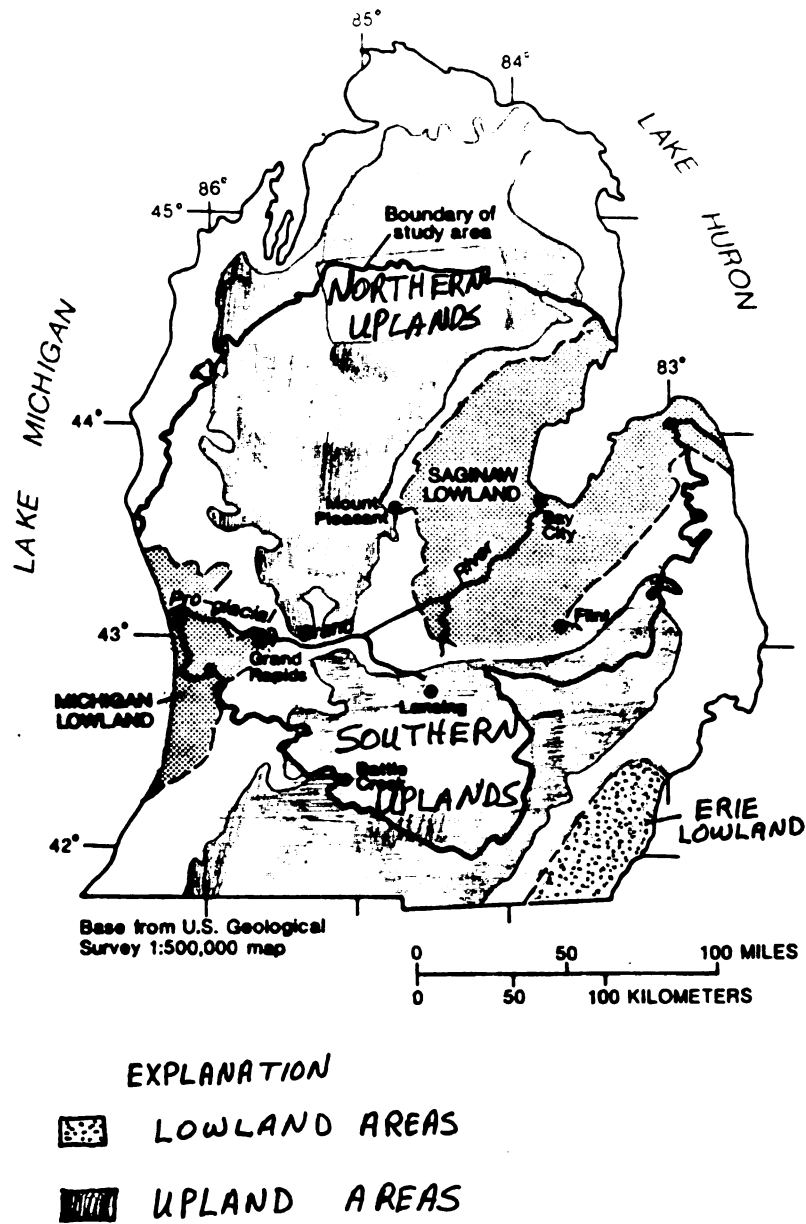 85°
84°
LAKE HURON
86°
45°
Boundary of
study area
NORTHERN
UPLANDS
LAKE MICHIGAN
83°
44°
SAGINAW
LOWLAND
Mount
Pleasant
Bay
City
River
Pro-glacial
Grand
Flint
43°
Grand
Rapids
MICHIGAN
LOWLAND
Lansing
SOUTHERN
UPLANDS
Battle
Creek
ERIE
LOWLAND
42°
Base from U.S. Geological
Survey 1:500,000 map
0 50 100 MILES
0 50 100 KILOMETERS
EXPLANATION
LOWLAND AREAS
UPLAND AREAS